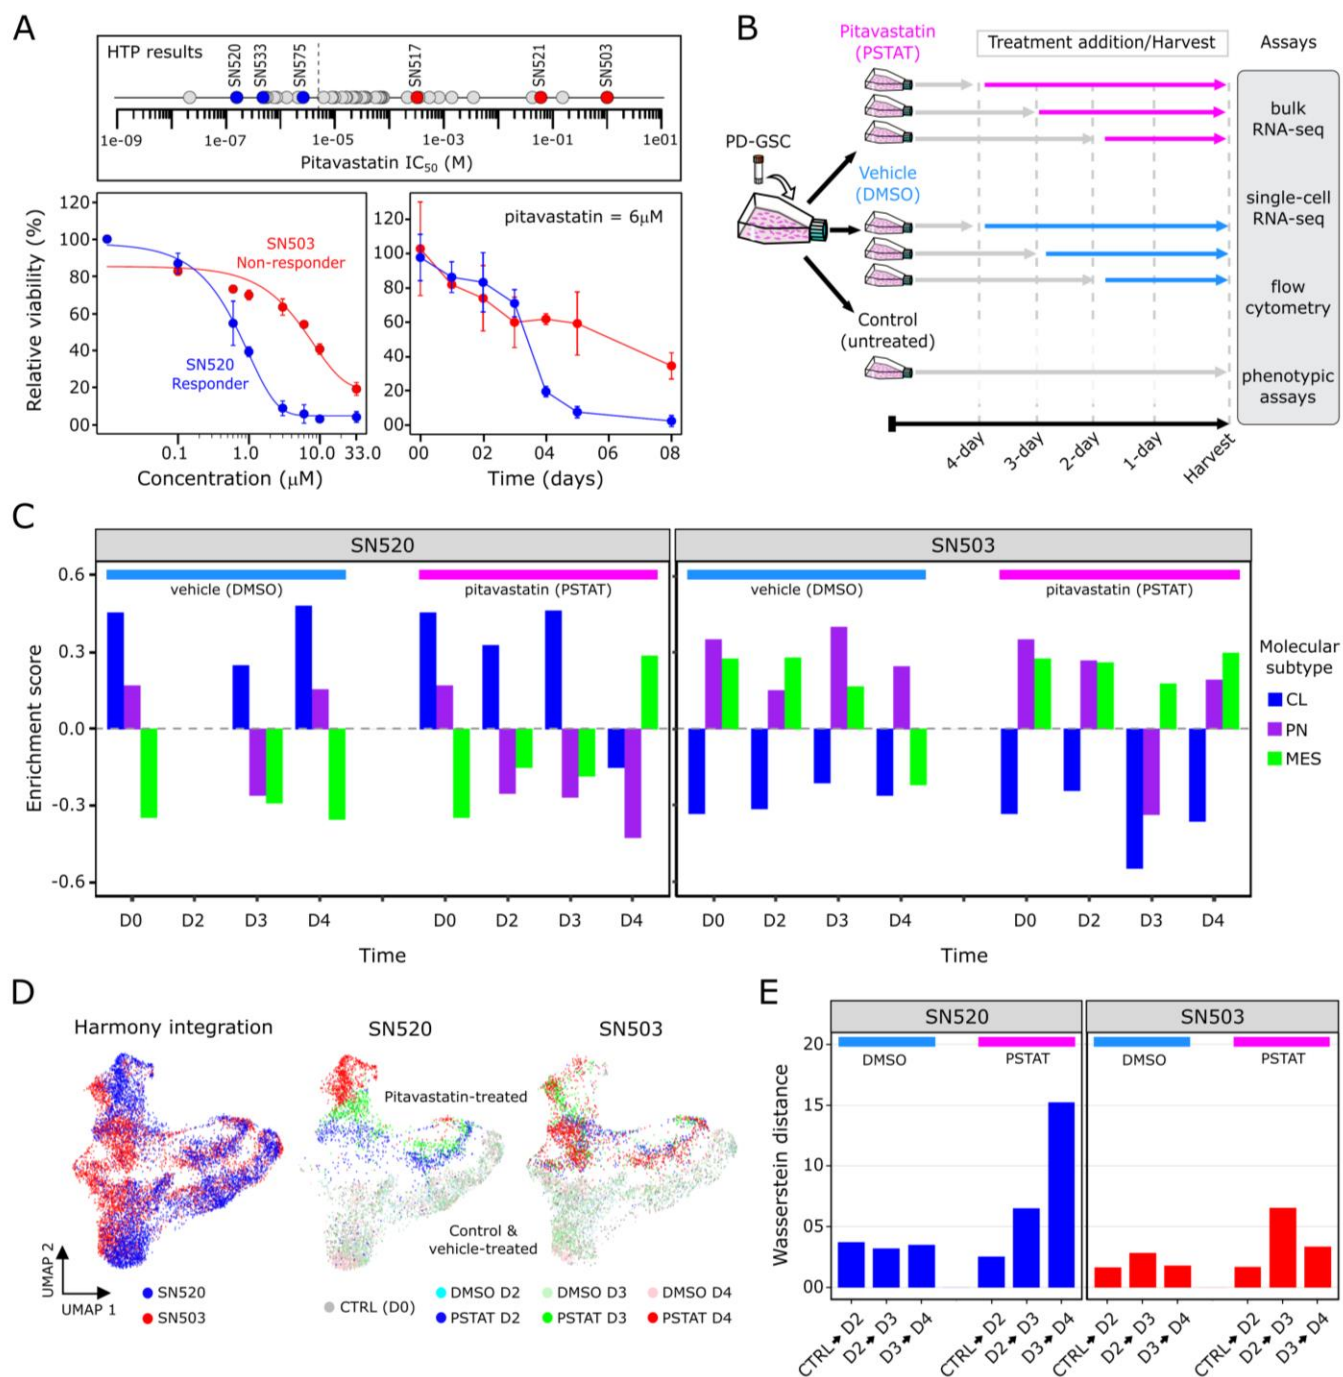 A
HTP results
SN520
SN533
SN575
SN517
SN521
SN503
1e-09
1e-07
1e-05
1e-03
1e-01
1e01
Pitavastatin IC50 (M)
Relative viability (%)
120
100
80
60
40
20
00
SN503
Non-responder
SN520
Responder
0.1
1.0
10.0
33.0
Concentration (μM)
pitavastatin = 6μM
120
100
80
60
40
20
00
00
02
04
06
08
Time (days)
B
Pitavastatin
(PSTAT)
Treatment addition/Harvest
Assays
PD-GSC
Vehicle
(DMSO)
Control
(untreated)
bulk
RNA-seq
single-cell
RNA-seq
flow
cytometry
phenotypic
assays
4-day
3-day
2-day
1-day
Harvest
C
SN520
SN503
Enrichment score
0.6
0.3
0.0
-0.3
-0.6
vehicle (DMSO)
pitavastatin (PSTAT)
vehicle (DMSO)
pitavastatin (PSTAT)
Molecular
subtype
CL
PN
MES
D0 D2 D3 D4 D0 D2 D3 D4
D0 D2 D3 D4 D0 D2 D3 D4
Time
Time
D
Harmony integration
SN520
SN503
Pitavastatin-treated
Control &
vehicle-treated
UMAP 2
UMAP 1
SN520
SN503
CTRL (D0)
DMSO D2
DMSO D3
DMSO D4
PSTAT D2
PSTAT D3
PSTAT D4
E
SN520
SN503
Wasserstein distance
20
15
10
05
00
DMSO
PSTAT
DMSO
PSTAT
CTRL→D2
D2→D3
D3→D4
CTRL→D2
D2→D3
D3→D4
CTRL→D2
D2→D3
D3→D4
CTRL→D2
D2→D3
D3→D4